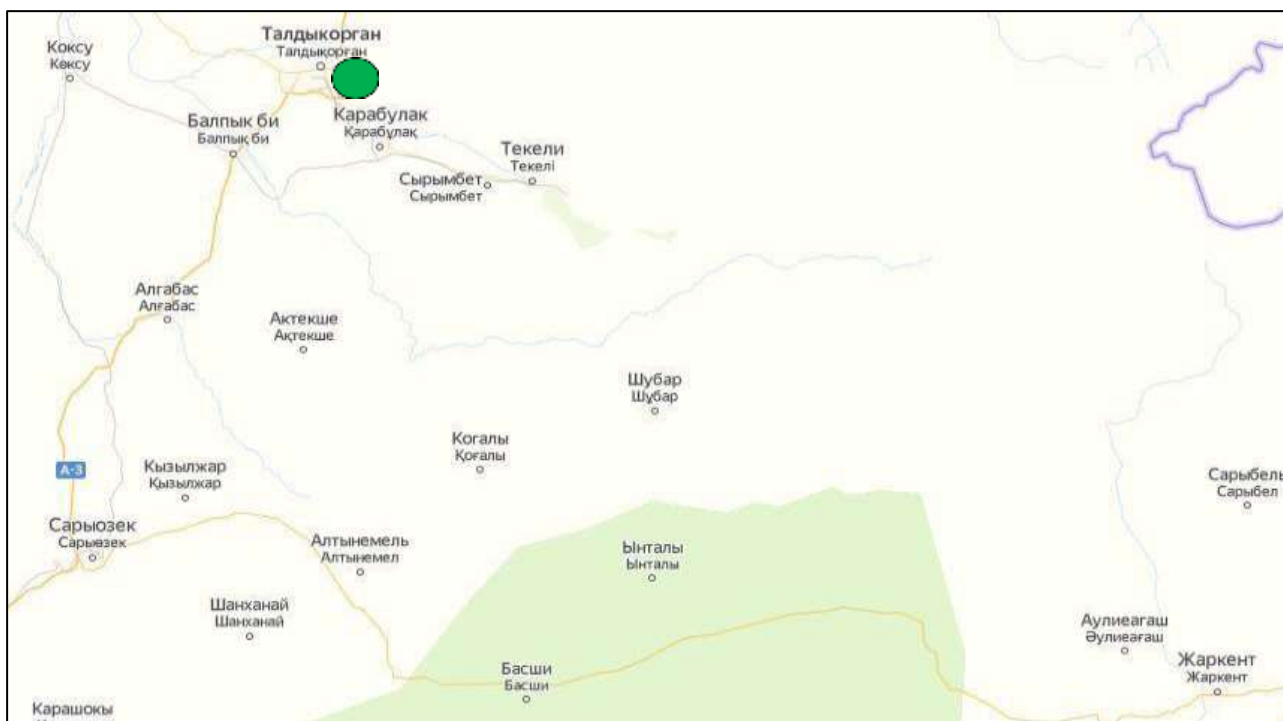 Талдыкорган
Талдықорған
Коксу
Көксу
Карабулак
Қарабұлақ
Балпык би
Балпық би
Текели
Текелі
Сырымбет
Сырымбет
Алгабас
Алғабас
Актекше
Ақтекше
Шубар
Шұбар
Когалы
Қоғалы
A-3
Кызылжар
Қызылжар
Сарыбель
Сарыбел
Сарыозек
Сарыөзек
Алтынемель
Алтынемел
Ынталы
Ынталы
Шанханай
Шанханай
Аулиеагаш
Әулиеағаш
Басши
Басши
Жаркент
Жаркент
Карашокы